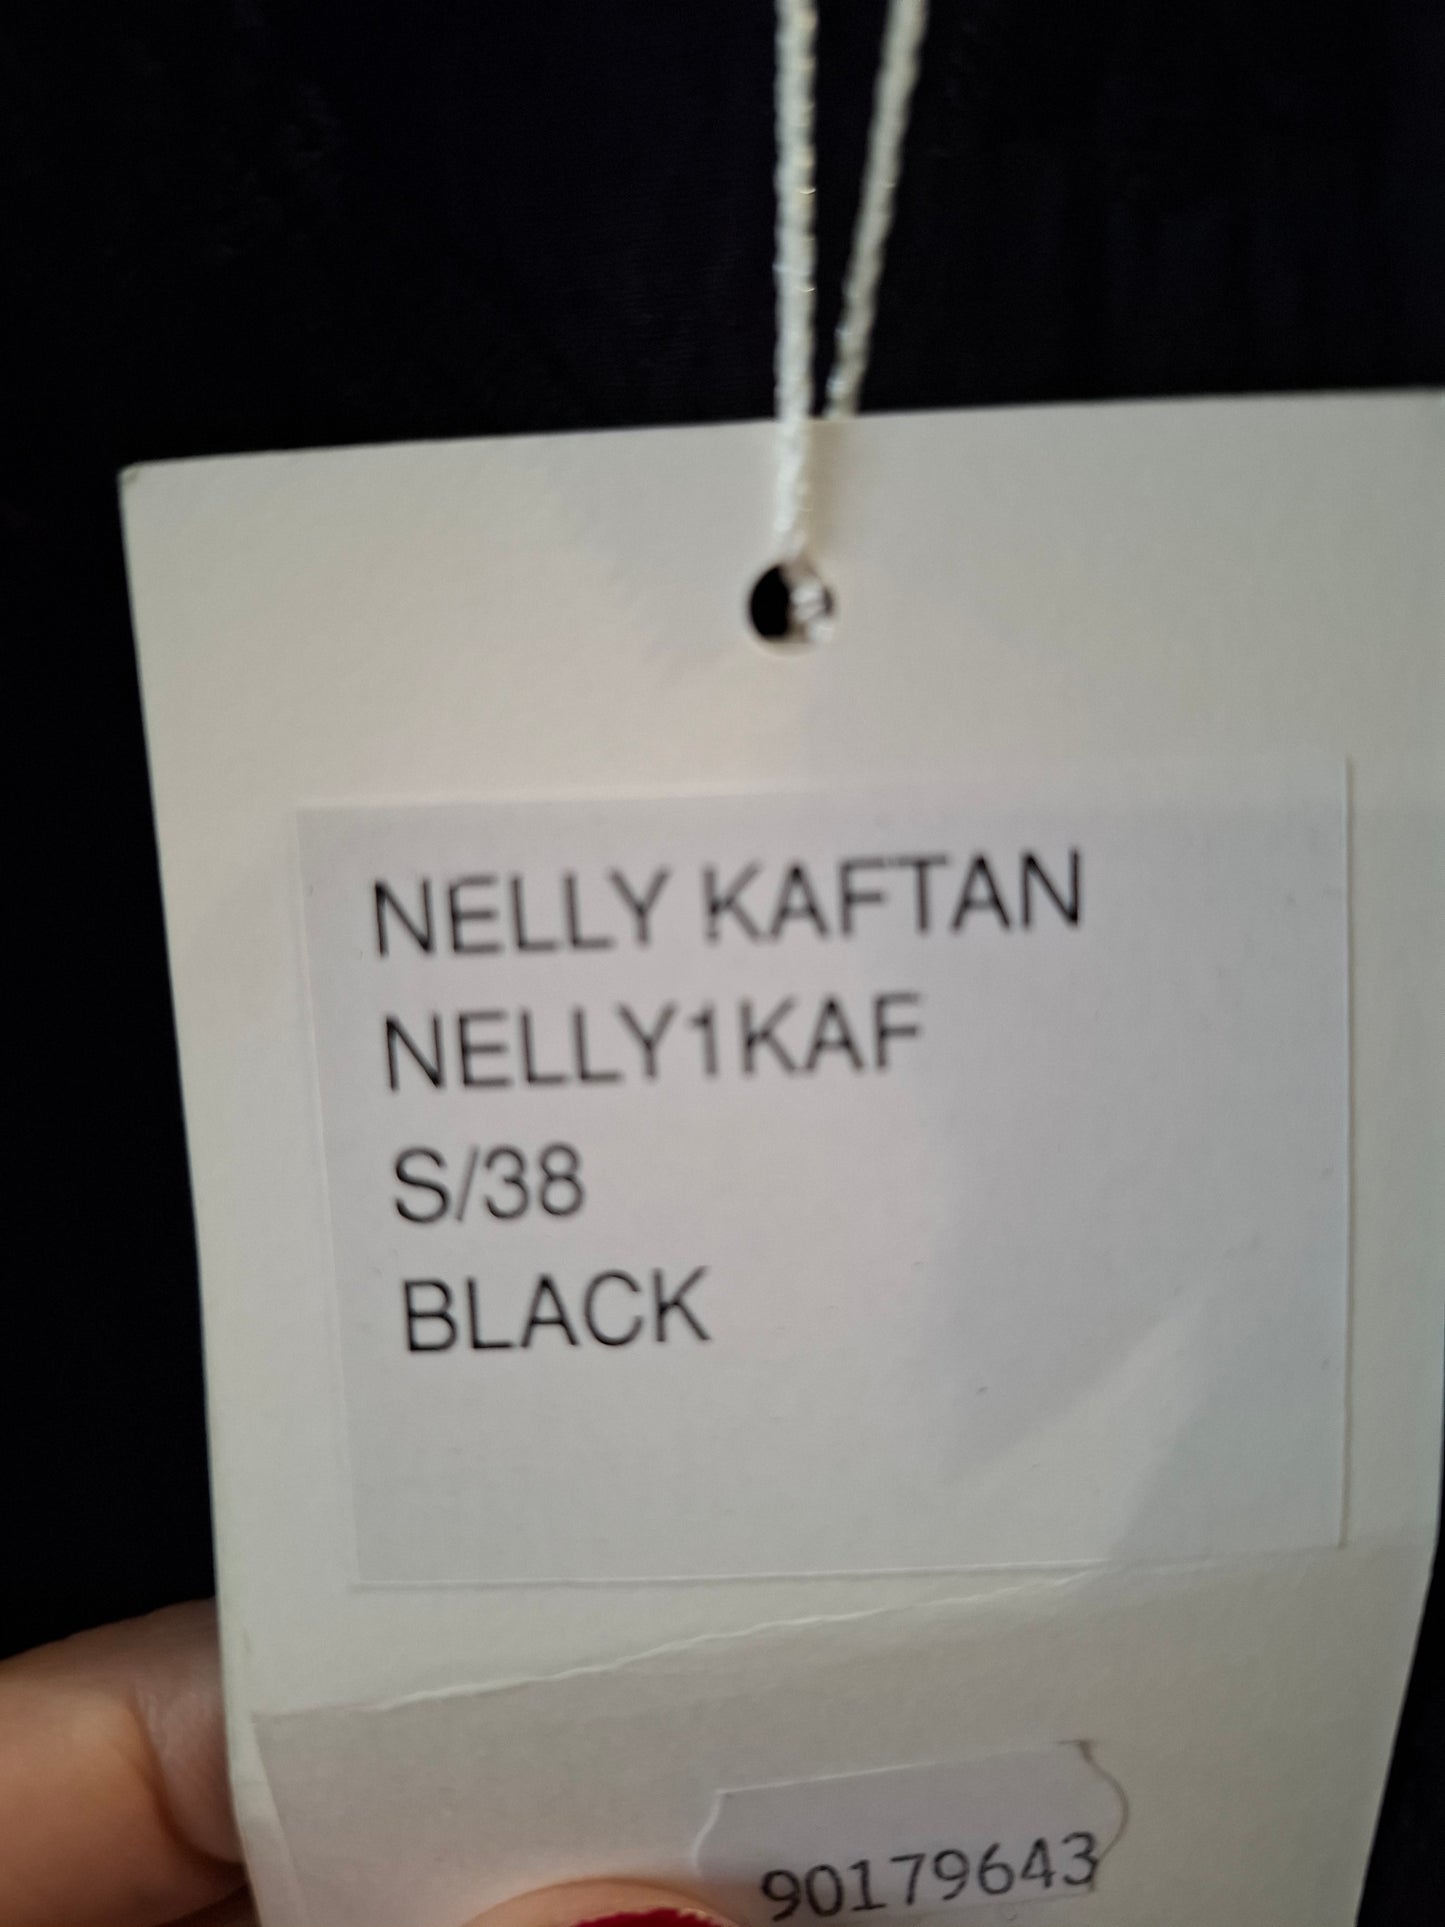 NELLY KAFTAN
NELLY1KAF
S/38
BLACK
90179643